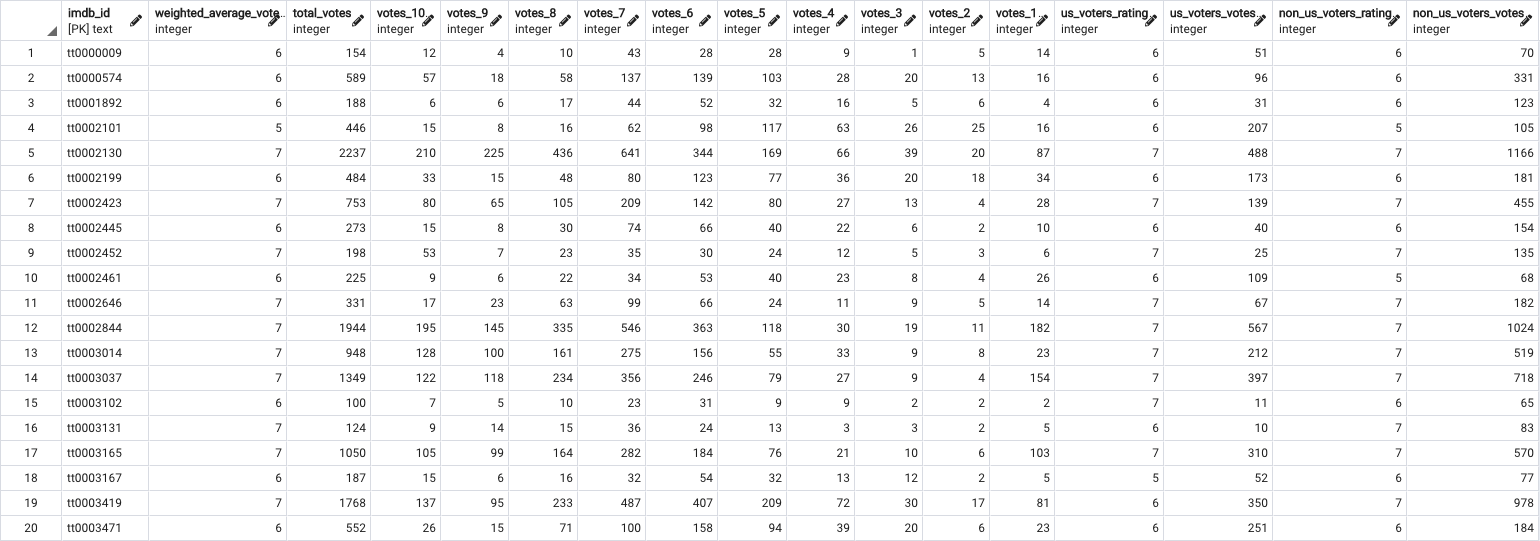 imdb_id weighted_average_vote.. total_votes votes_10 votes_9 votes_8 votes_7 votes_6 votes_5 votes_4 votes_3 votes_2 votes_1.. us_voters_rating us_voters_votes.. non_us_voters_rating non_us_voters_votes
[PK] text integer integer integer integer integer integer integer integer integer integer integer integer integer integer integer integer
1 tt0000009 6 154 12 4 10 43 28 28 9 1 5 14 6 51 6 70
2 tt0000574 6 589 57 18 58 137 139 103 28 20 13 16 6 96 6 331
3 tt0001892 6 188 6 6 17 44 52 32 16 5 6 4 6 31 6 123
4 tt0002101 5 446 15 8 16 62 98 117 63 26 25 16 6 207 5 105
5 tt0002130 7 2237 210 225 436 641 344 169 66 39 20 87 7 488 7 1166
6 tt0002199 6 484 33 15 48 80 123 77 36 20 18 34 6 173 6 181
7 tt0002423 7 753 80 65 105 209 142 80 27 13 4 28 7 139 7 455
8 tt0002445 6 273 15 8 30 74 66 40 22 6 2 10 6 40 6 154
9 tt0002452 7 198 53 7 23 35 30 24 12 5 3 6 7 25 7 135
10 tt0002461 6 225 9 6 22 34 53 40 23 8 4 26 6 109 5 68
11 tt0002646 7 331 17 23 63 99 66 24 11 9 5 14 7 67 7 182
12 tt0002844 7 1944 195 145 335 546 363 118 30 19 11 182 7 567 7 1024
13 tt0003014 7 948 128 100 161 275 156 55 33 9 8 23 7 212 7 519
14 tt0003037 7 1349 122 118 234 356 246 79 27 9 4 154 7 397 7 718
15 tt0003102 6 100 7 5 10 23 31 9 9 2 2 2 7 11 6 65
16 tt0003131 7 124 9 14 15 36 24 13 3 3 2 5 6 10 7 83
17 tt0003165 7 1050 105 99 164 282 184 76 21 10 6 103 7 310 7 570
18 tt0003167 6 187 15 6 16 32 54 32 13 12 2 5 5 52 6 77
19 tt0003419 7 1768 137 95 233 487 407 209 72 30 17 81 6 350 7 978
20 tt0003471 6 552 26 15 71 100 158 94 39 20 6 23 6 251 6 184